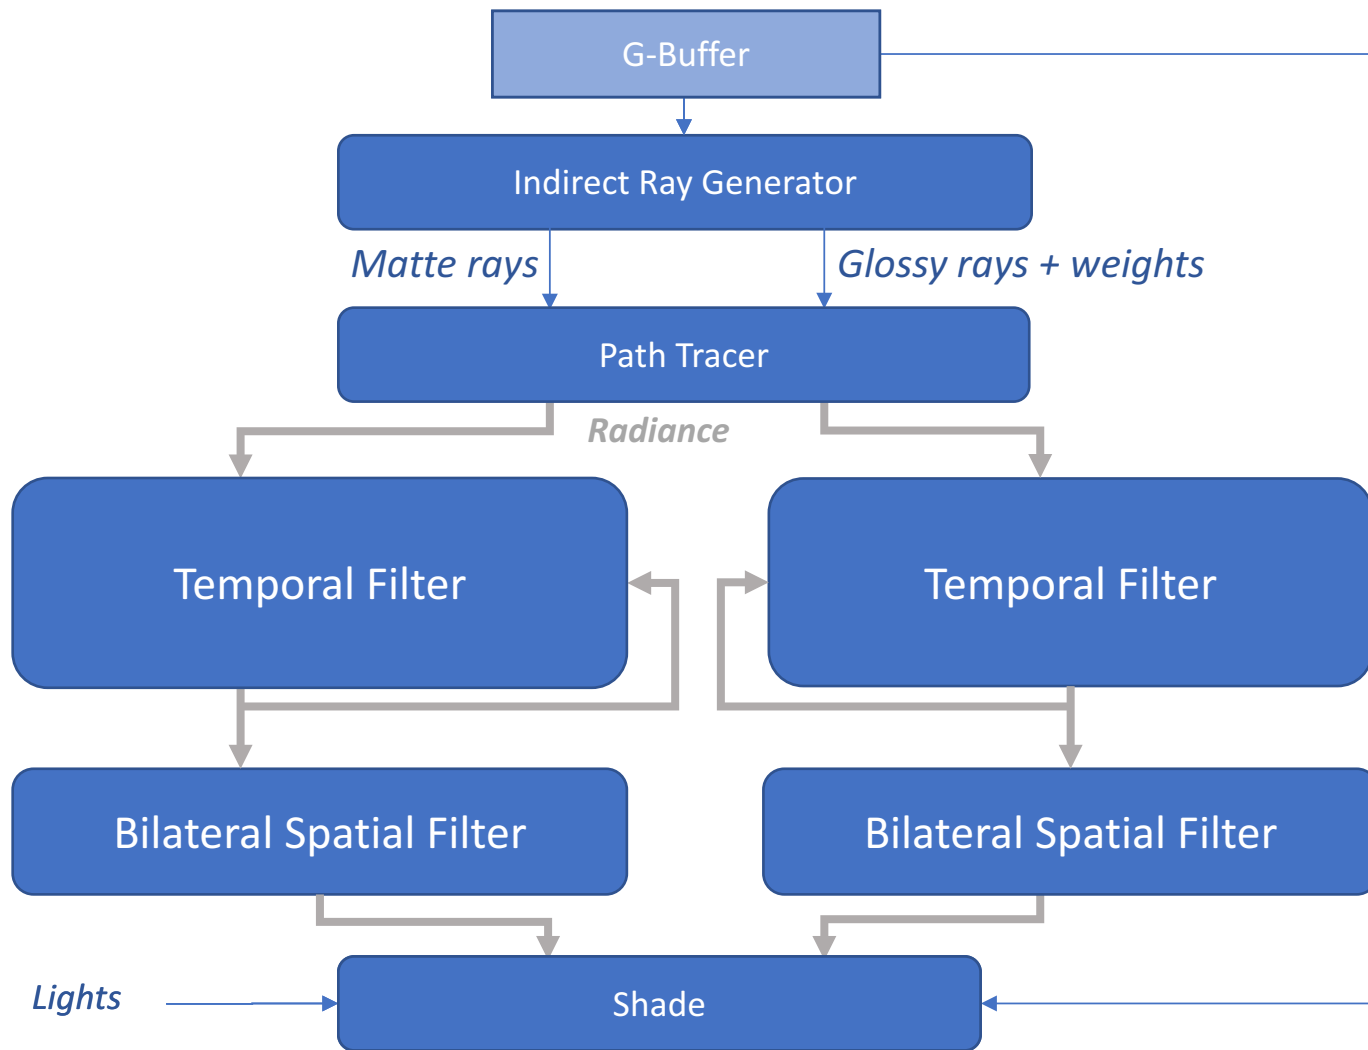 G-Buffer
Indirect Ray Generator
Matte rays
Glossy rays + weights
Path Tracer
Radiance
Temporal Filter
Temporal Filter
Bilateral Spatial Filter
Bilateral Spatial Filter
Lights
Shade